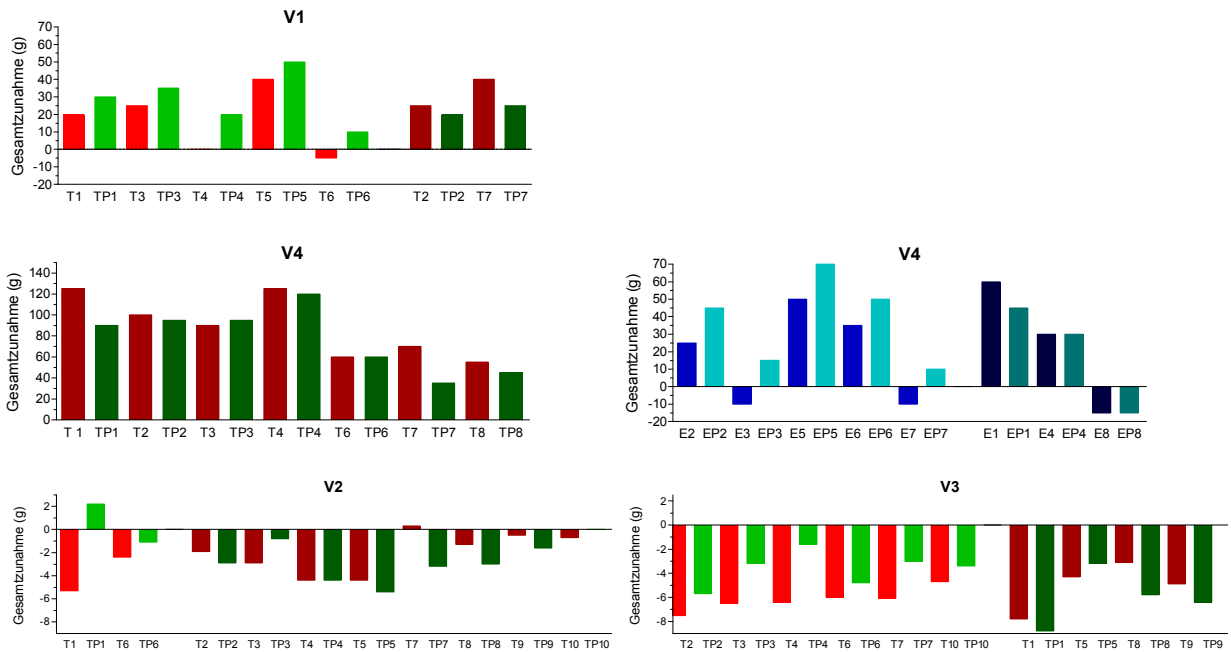 V1
Gesamtzunahme (g)
70
60
50
40
30
20
10
0
-10
-20
T1 TP1 T3 TP3 T4 TP4 T5 TP5 T6 TP6 T2 TP2 T7 TP7
V4
Gesamtzunahme (g)
140
120
100
80
60
40
20
0
T 1 TP1 T2 TP2 T3 TP3 T4 TP4 T6 TP6 T7 TP7 T8 TP8
V4
Gesamtzunahme (g)
70
60
50
40
30
20
10
0
-10
-20
E2 EP2 E3 EP3 E5 EP5 E6 EP6 E7 EP7 E1 EP1 E4 EP4 E8 EP8
V2
Gesamtzunahme (g)
2
0
-2
-4
-6
-8
T1 TP1 T6 TP6 T2 TP2 T3 TP3 T4 TP4 T5 TP5 T7 TP7 T8 TP8 T9 TP9 T10 TP10
V3
Gesamtzunahme (g)
2
0
-2
-4
-6
-8
T2 TP2 T3 TP3 T4 TP4 T6 TP6 T7 TP7 T10 TP10 T1 TP1 T5 TP5 T8 TP8 T9 TP9